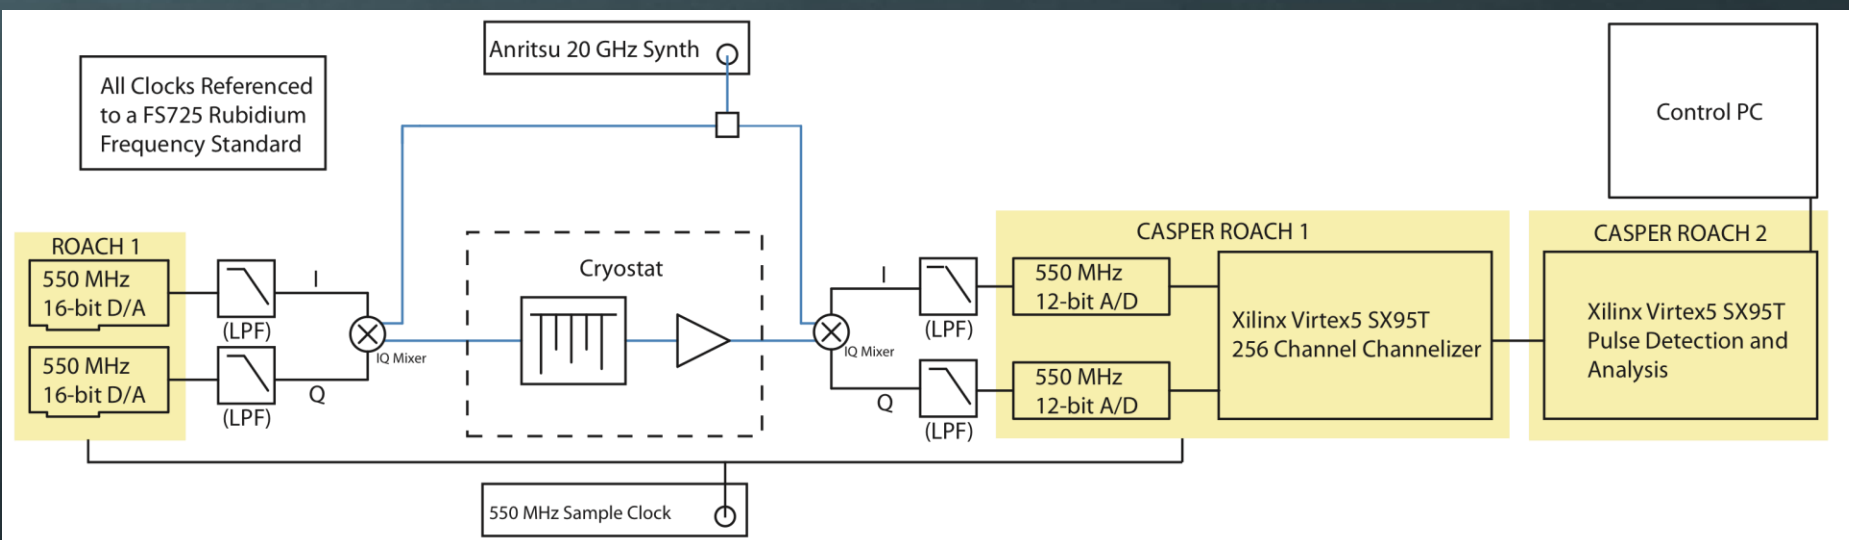 Anritsu 20 GHz Synth
All Clocks Referenced
to a FS725 Rubidium
Frequency Standard
Control PC
ROACH 1
550 MHz
16-bit D/A
550 MHz
16-bit D/A
(LPF)
(LPF)
I
Q
IQ Mixer
Cryostat
IQ Mixer
I
Q
(LPF)
(LPF)
CASPER ROACH 1
550 MHz
12-bit A/D
550 MHz
12-bit A/D
Xilinx Virtex5 SX95T
256 Channel Channelizer
CASPER ROACH 2
Xilinx Virtex5 SX95T
Pulse Detection and
Analysis
550 MHz Sample Clock